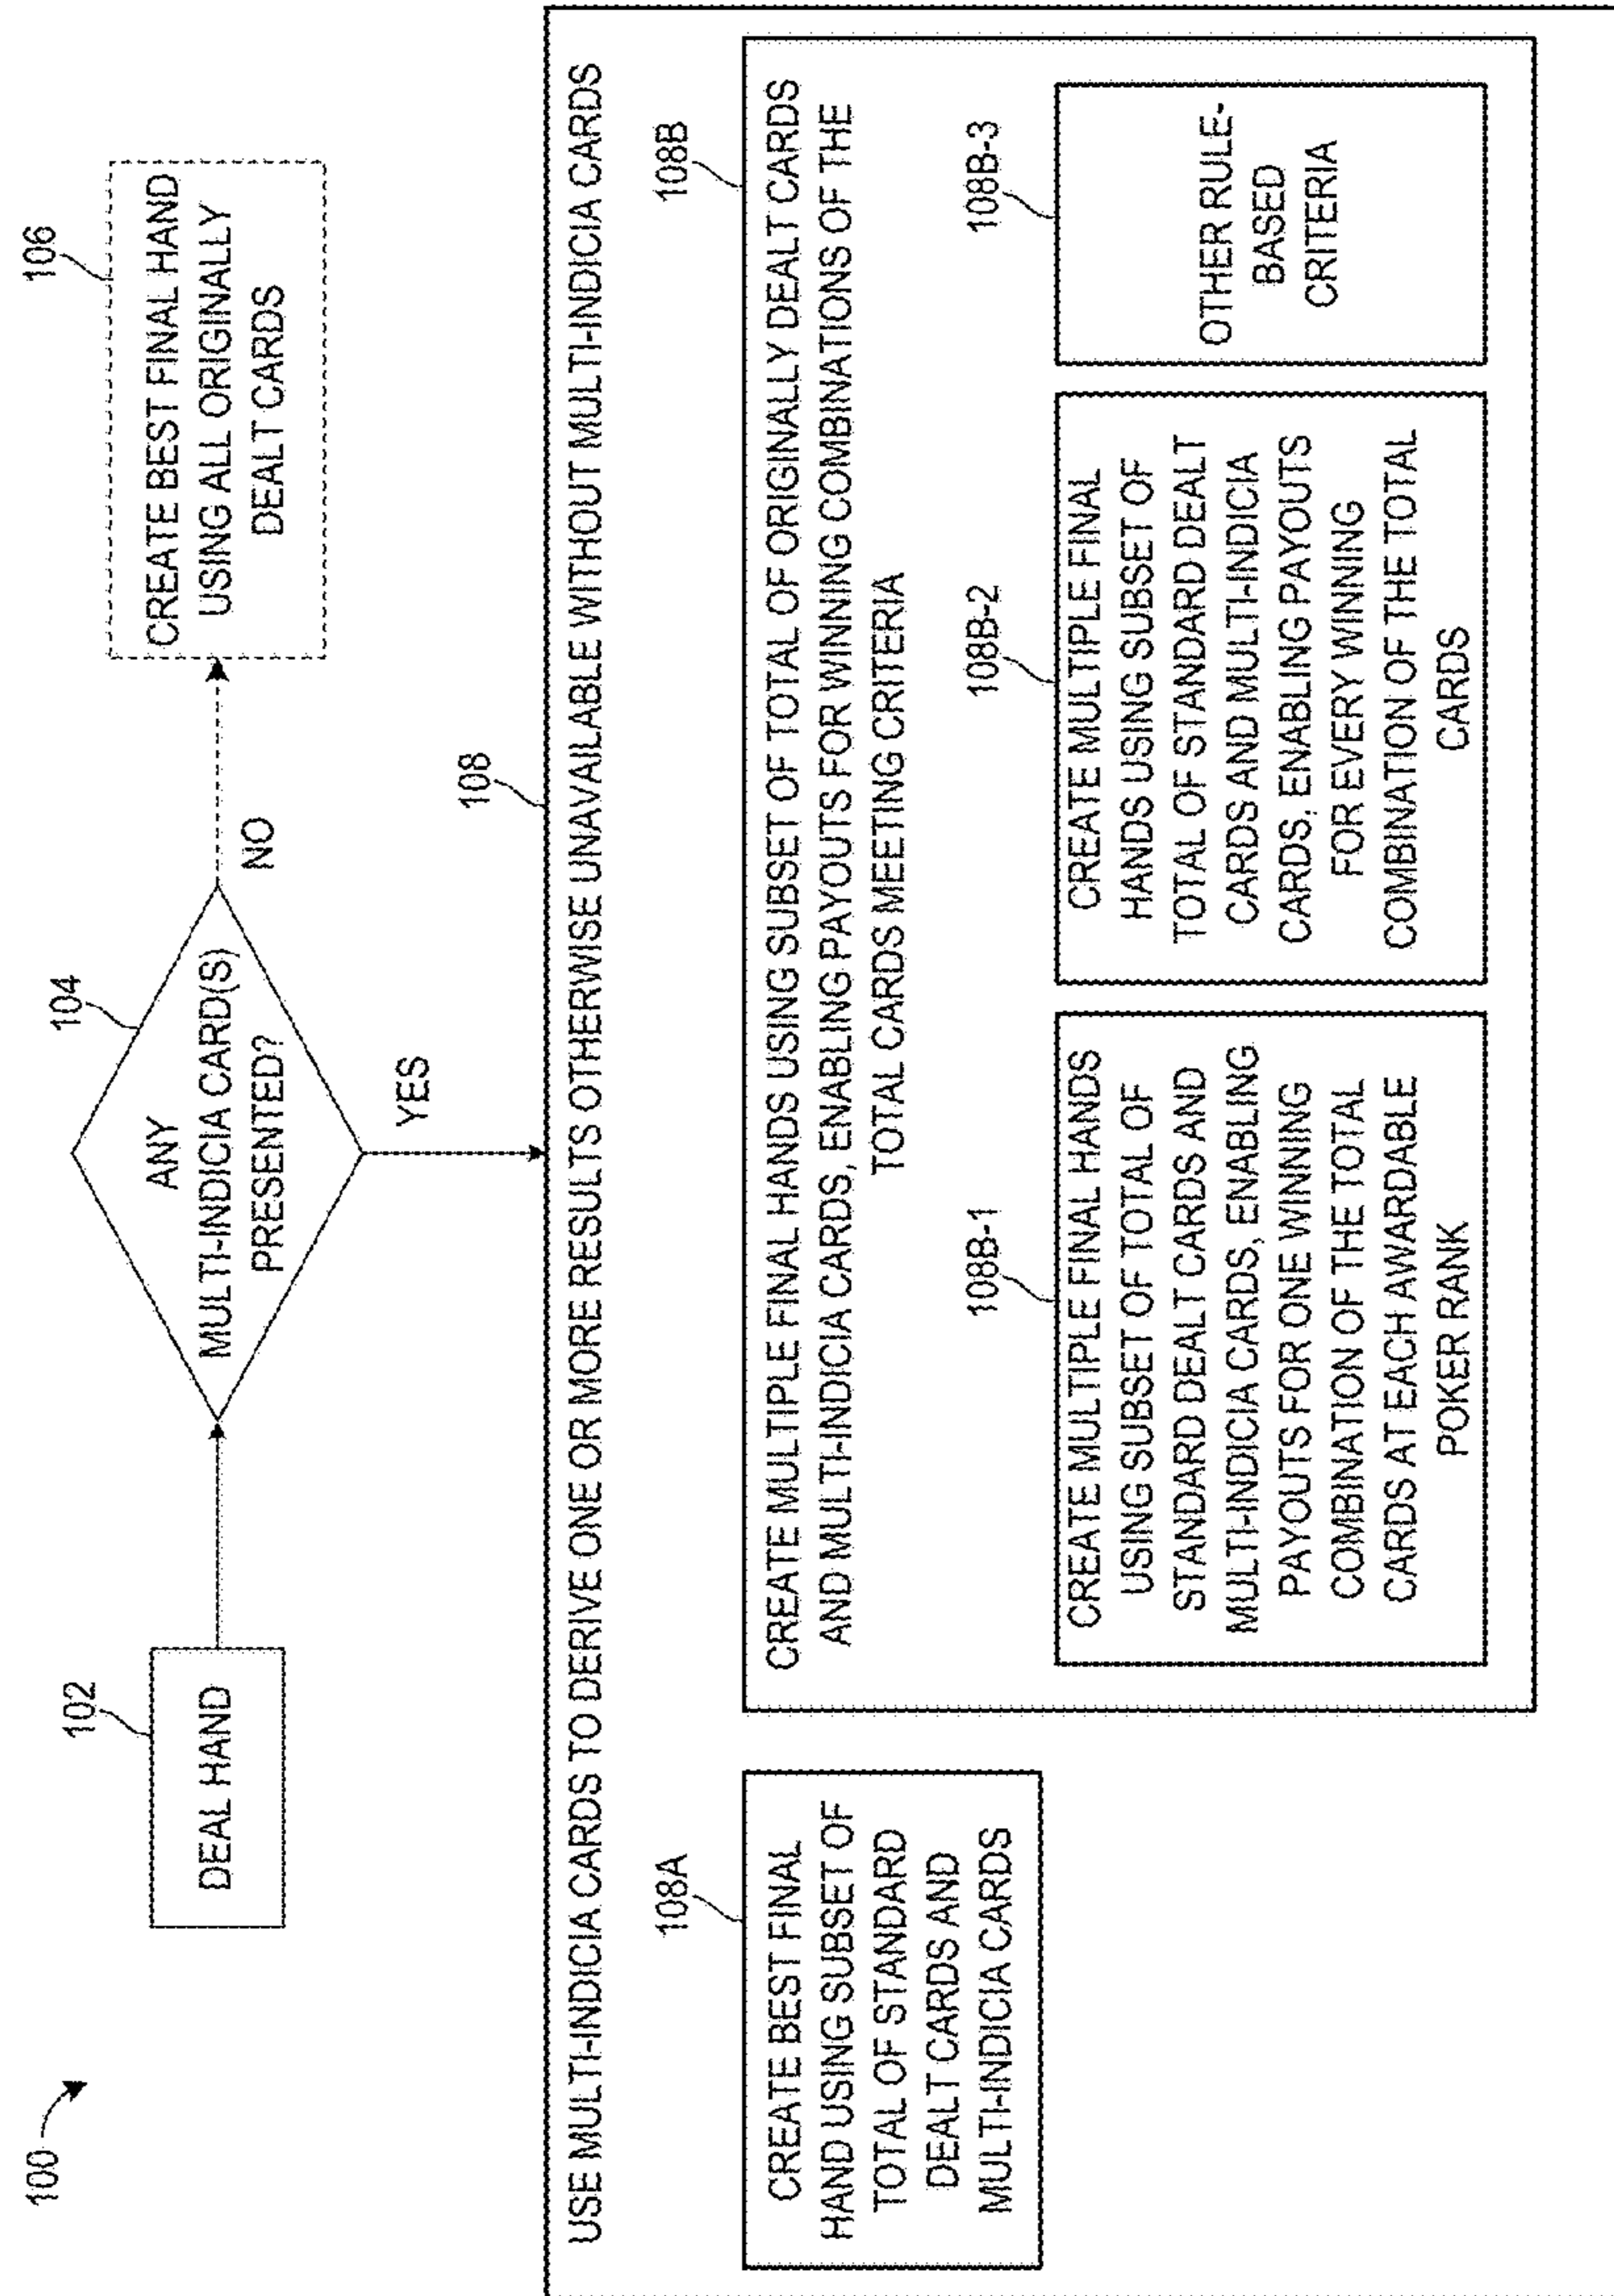 100
102
DEAL HAND
104
ANY
MULTI-INDICIA CARD(S)
PRESENTED?
NO
YES
106
CREATE BEST FINAL HAND
USING ALL ORIGINALLY
DEALT CARDS
108
USE MULTI-INDICIA CARDS TO DERIVE ONE OR MORE RESULTS OTHERWISE UNAVAILABLE WITHOUT MULTI-INDICIA CARDS
108A
CREATE BEST FINAL
HAND USING SUBSET OF
TOTAL OF STANDARD
DEALT CARDS AND
MULTI-INDICIA CARDS
108B
CREATE MULTIPLE FINAL HANDS USING SUBSET OF TOTAL OF ORIGINALLY DEALT CARDS
AND MULTI-INDICIA CARDS, ENABLING PAYOUTS FOR WINNING COMBINATIONS OF THE
TOTAL CARDS MEETING CRITERIA
108B-1
CREATE MULTIPLE FINAL HANDS
USING SUBSET OF TOTAL OF
STANDARD DEALT CARDS AND
MULTI-INDICIA CARDS, ENABLING
PAYOUTS FOR ONE WINNING
COMBINATION OF THE TOTAL
CARDS AT EACH AWARDABLE
POKER RANK
108B-2
CREATE MULTIPLE FINAL
HANDS USING SUBSET OF
TOTAL OF STANDARD DEALT
CARDS AND MULTI-INDICIA
CARDS, ENABLING PAYOUTS
FOR EVERY WINNING
COMBINATION OF THE TOTAL
CARDS
108B-3
OTHER RULE-
BASED
CRITERIA